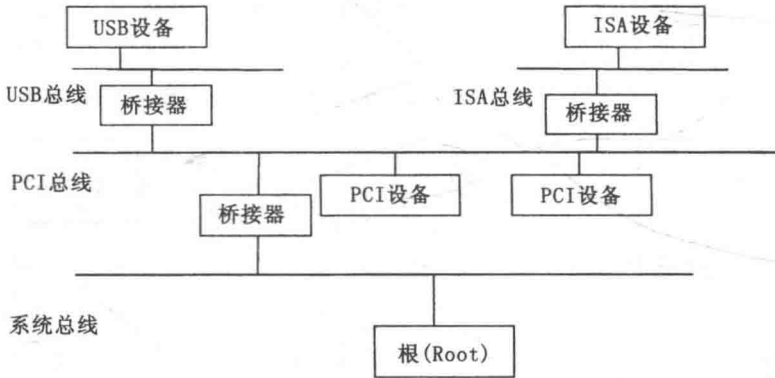 USB设备
ISA设备
USB总线
桥接器
ISA总线
桥接器
PCI总线
桥接器
PCI设备
PCI设备
系统总线
根(Root)